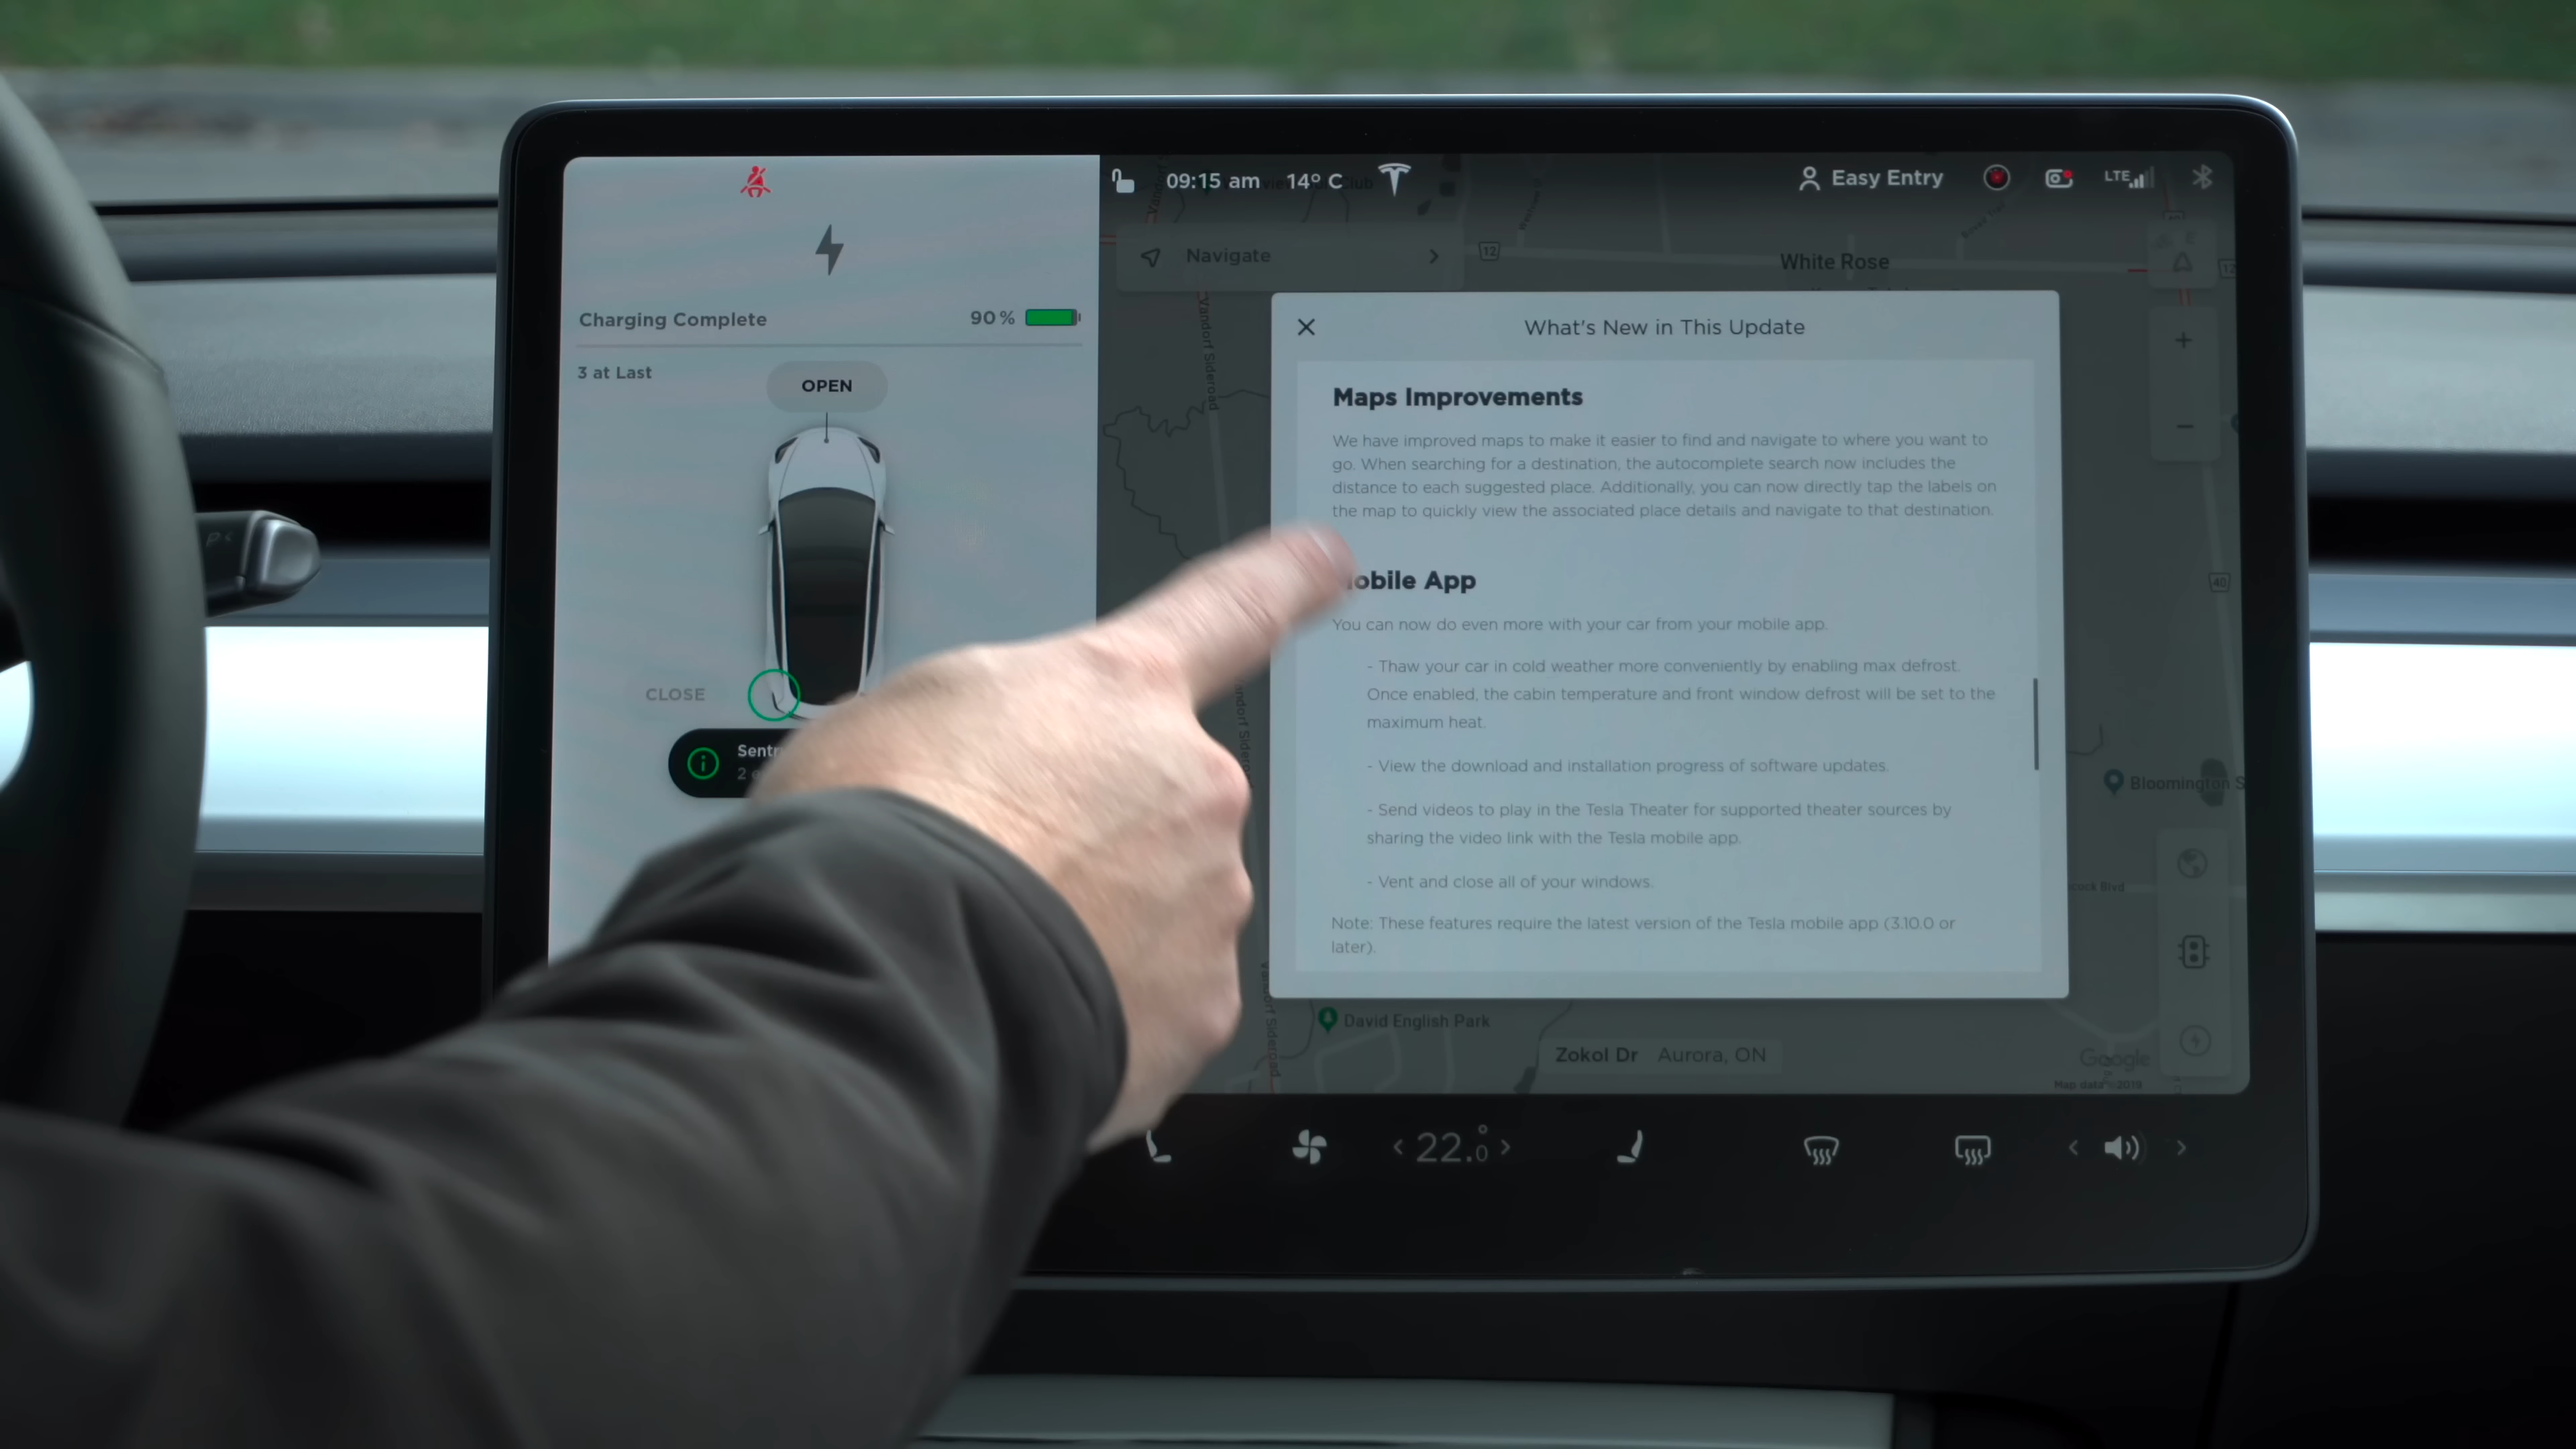 09:15 am 14° C
Easy Entry
LTE
Navigate
12
White Rose
Charging Complete
90 %
3 at Last
OPEN
CLOSE
What's New in This Update
Maps Improvements
We have improved maps to make it easier to find and navigate to where you want to
go. When searching for a destination, the autocomplete search now includes the
distance to each suggested place. Additionally, you can now directly tap the labels on
the map to quickly view the associated place details and navigate to that destination.
App
You can now do even more with your car from your mobile app.
- Thaw your car in cold weather more conveniently by enabling max defrost.
Once enabled, the cabin temperature and front window defrost will be set to the
maximum heat.
- View the download and installation progress of software updates.
- Send videos to play in the Tesla Theater for supported theater sources by
sharing the video link with the Tesla mobile app.
- Vent and close all of your windows.
Note: These features require the latest version of the Tesla mobile app (3.10.0 or
later).
Vandorf Sideroad
40
Bloomington
David English Park
Zokol Dr Aurora, ON
Google
Map data ©2019
22.0°